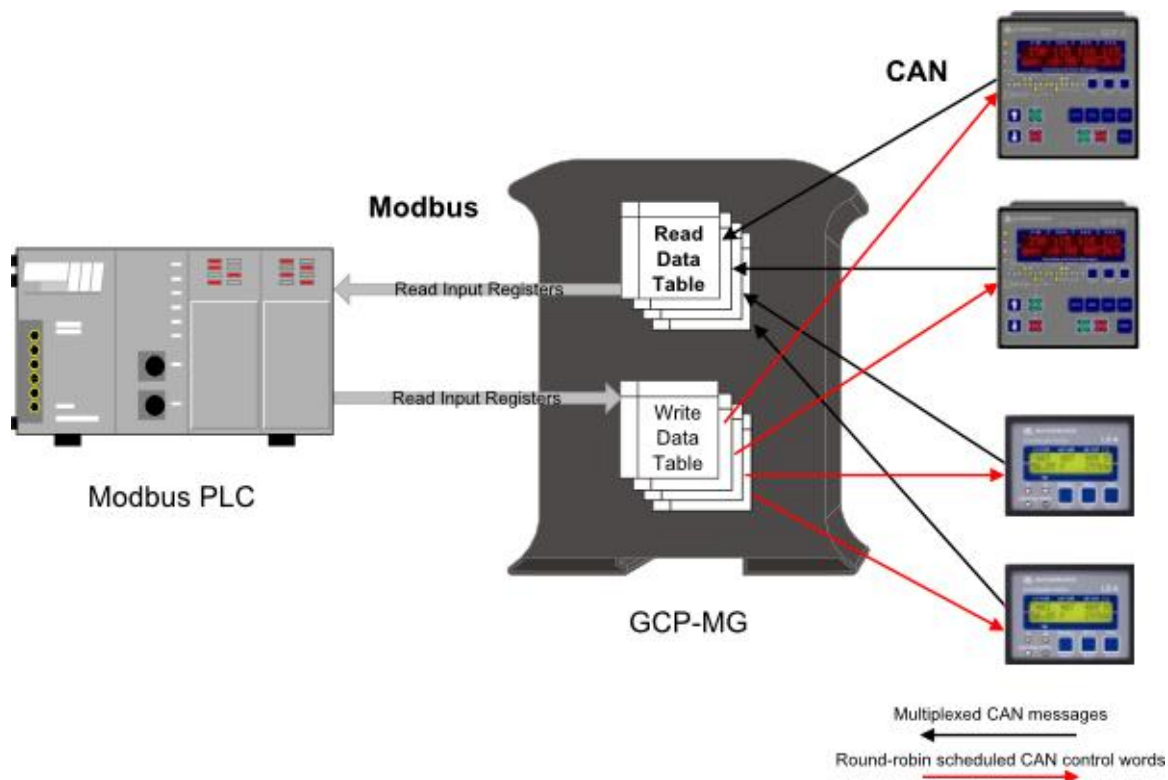 CAN
Modbus
Read
Data
Table
Read Input Registers
Read Input Registers
Write
Data
Table
Modbus PLC
GCP-MG
Multiplexed CAN messages
Round-robin scheduled CAN control words